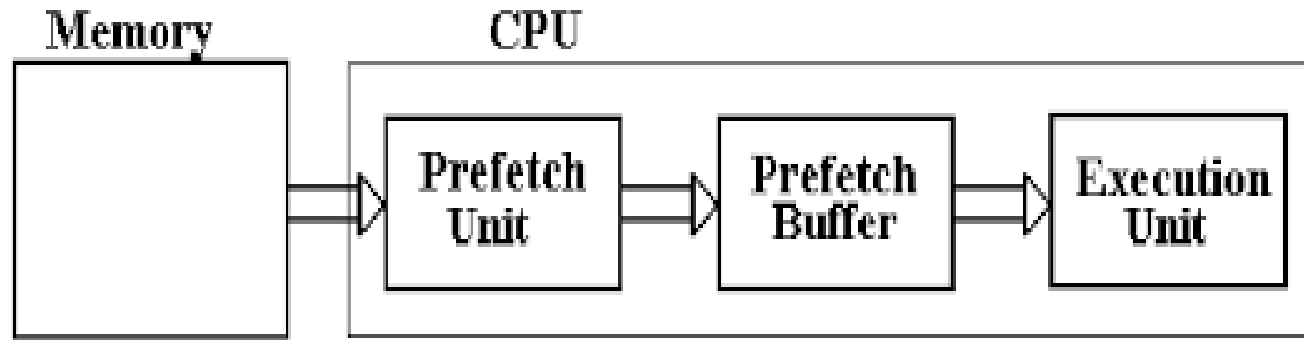 Memory
CPU
Prefetch
Unit
Prefetch
Buffer
Execution
Unit